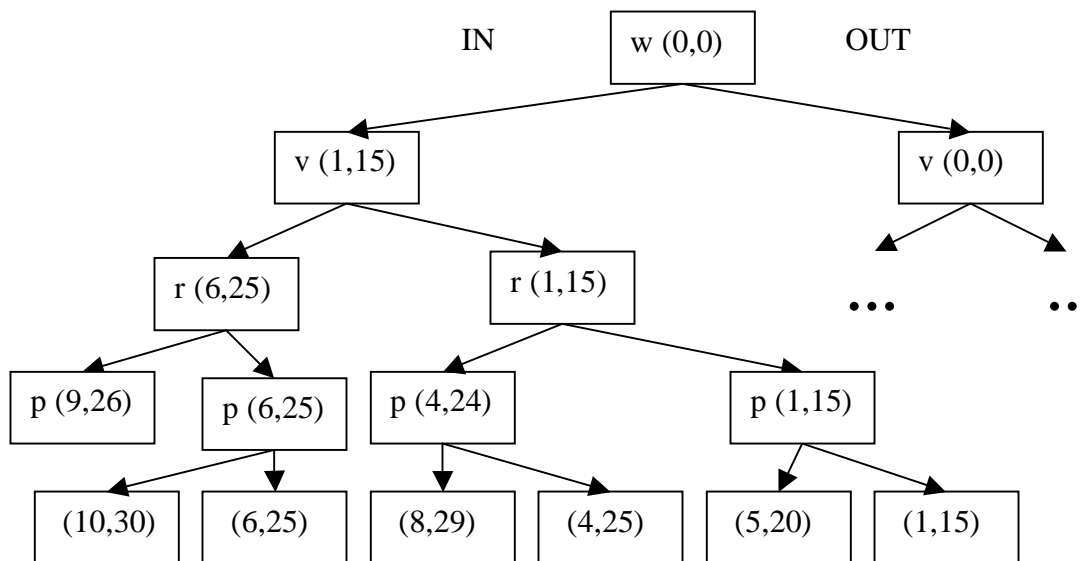 IN w (0,0) OUT
v (1,15) v (0,0)
r (6,25) r (1,15) ... ..
p (9,26) p (6,25) p (4,24) p (1,15)
(10,30) (6,25) (8,29) (4,25) (5,20) (1,15)